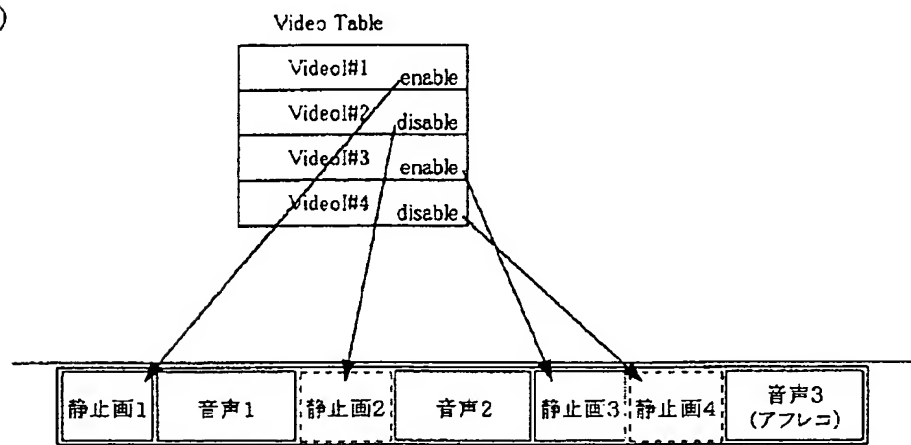 )
Video Table
VideoI#1 enable
VideoI#2 disable
VideoI#3 enable
VideoI#4 disable
静止画1 音声1 静止画2 音声2 静止画3 静止画4 音声3
(アフレコ)